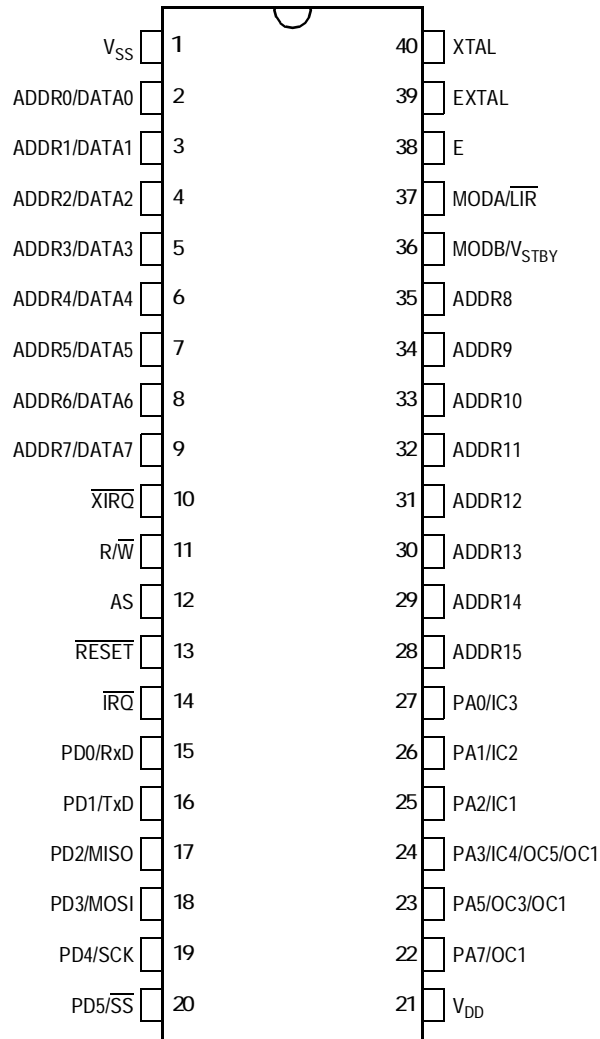 VSS 1 40 XTAL
ADDR0/DATA0 2 39 EXTAL
ADDR1/DATA1 3 38 E
ADDR2/DATA2 4 37 MODA/L̅I̅R̅
ADDR3/DATA3 5 36 MODB/VSTBY
ADDR4/DATA4 6 35 ADDR8
ADDR5/DATA5 7 34 ADDR9
ADDR6/DATA6 8 33 ADDR10
ADDR7/DATA7 9 32 ADDR11
X̅I̅R̅Q̅ 10 31 ADDR12
R/W̅ 11 30 ADDR13
AS 12 29 ADDR14
R̅E̅S̅E̅T̅ 13 28 ADDR15
I̅R̅Q̅ 14 27 PA0/IC3
PD0/RxD 15 26 PA1/IC2
PD1/TxD 16 25 PA2/IC1
PD2/MISO 17 24 PA3/IC4/OC5/OC1
PD3/MOSI 18 23 PA5/OC3/OC1
PD4/SCK 19 22 PA7/OC1
PD5/S̅S̅ 20 21 VDD